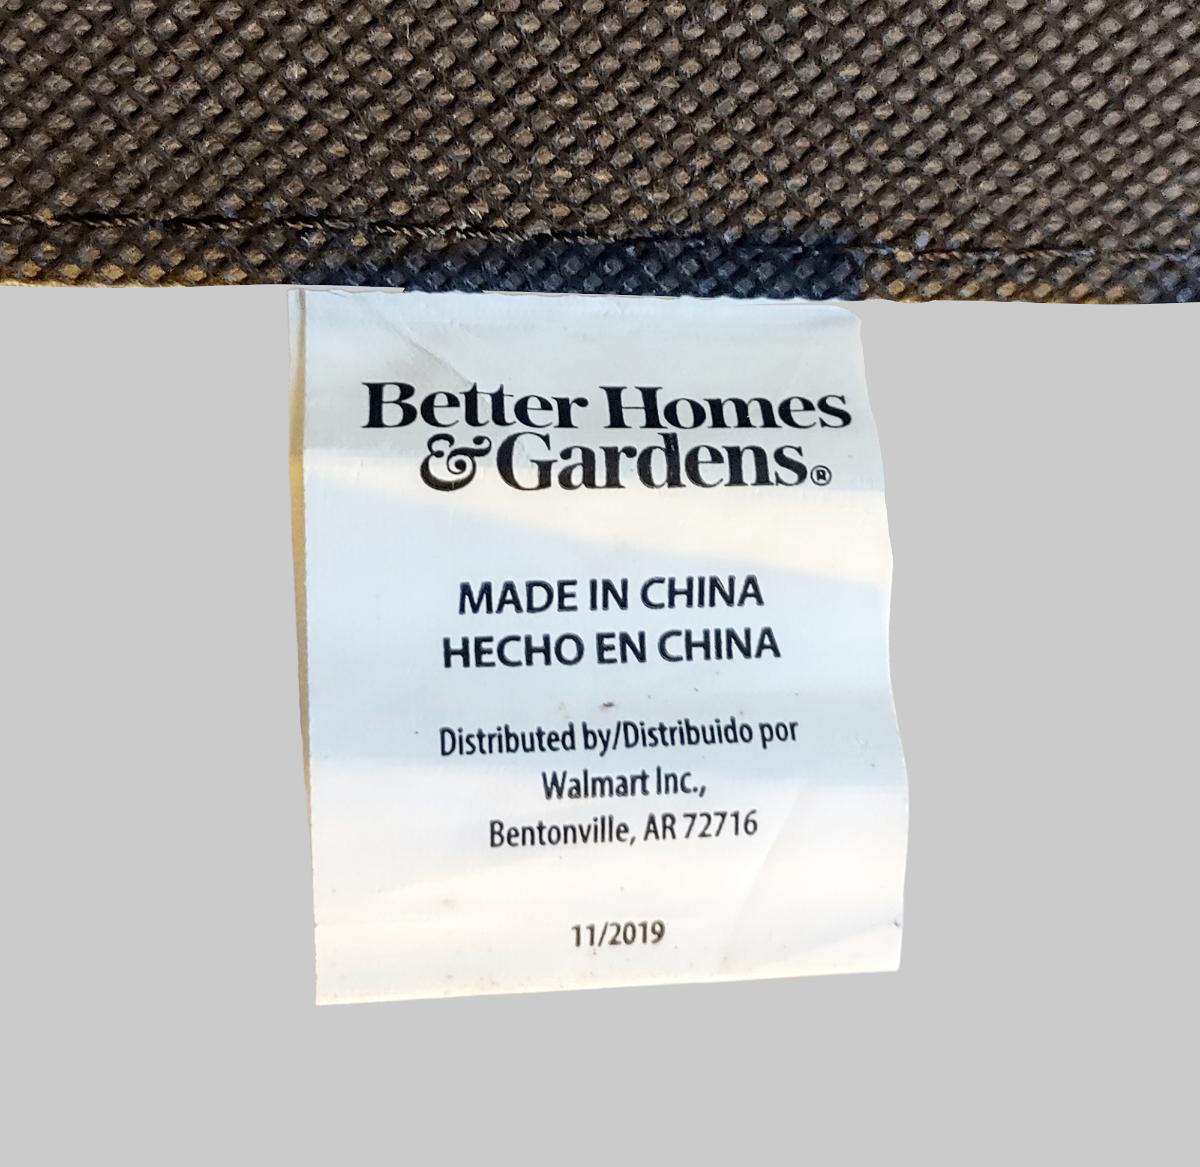 Better Homes
& Gardens®
MADE IN CHINA
HECHO EN CHINA
Distributed by/Distribuido por
Walmart Inc.,
Bentonville, AR 72716
11/2019